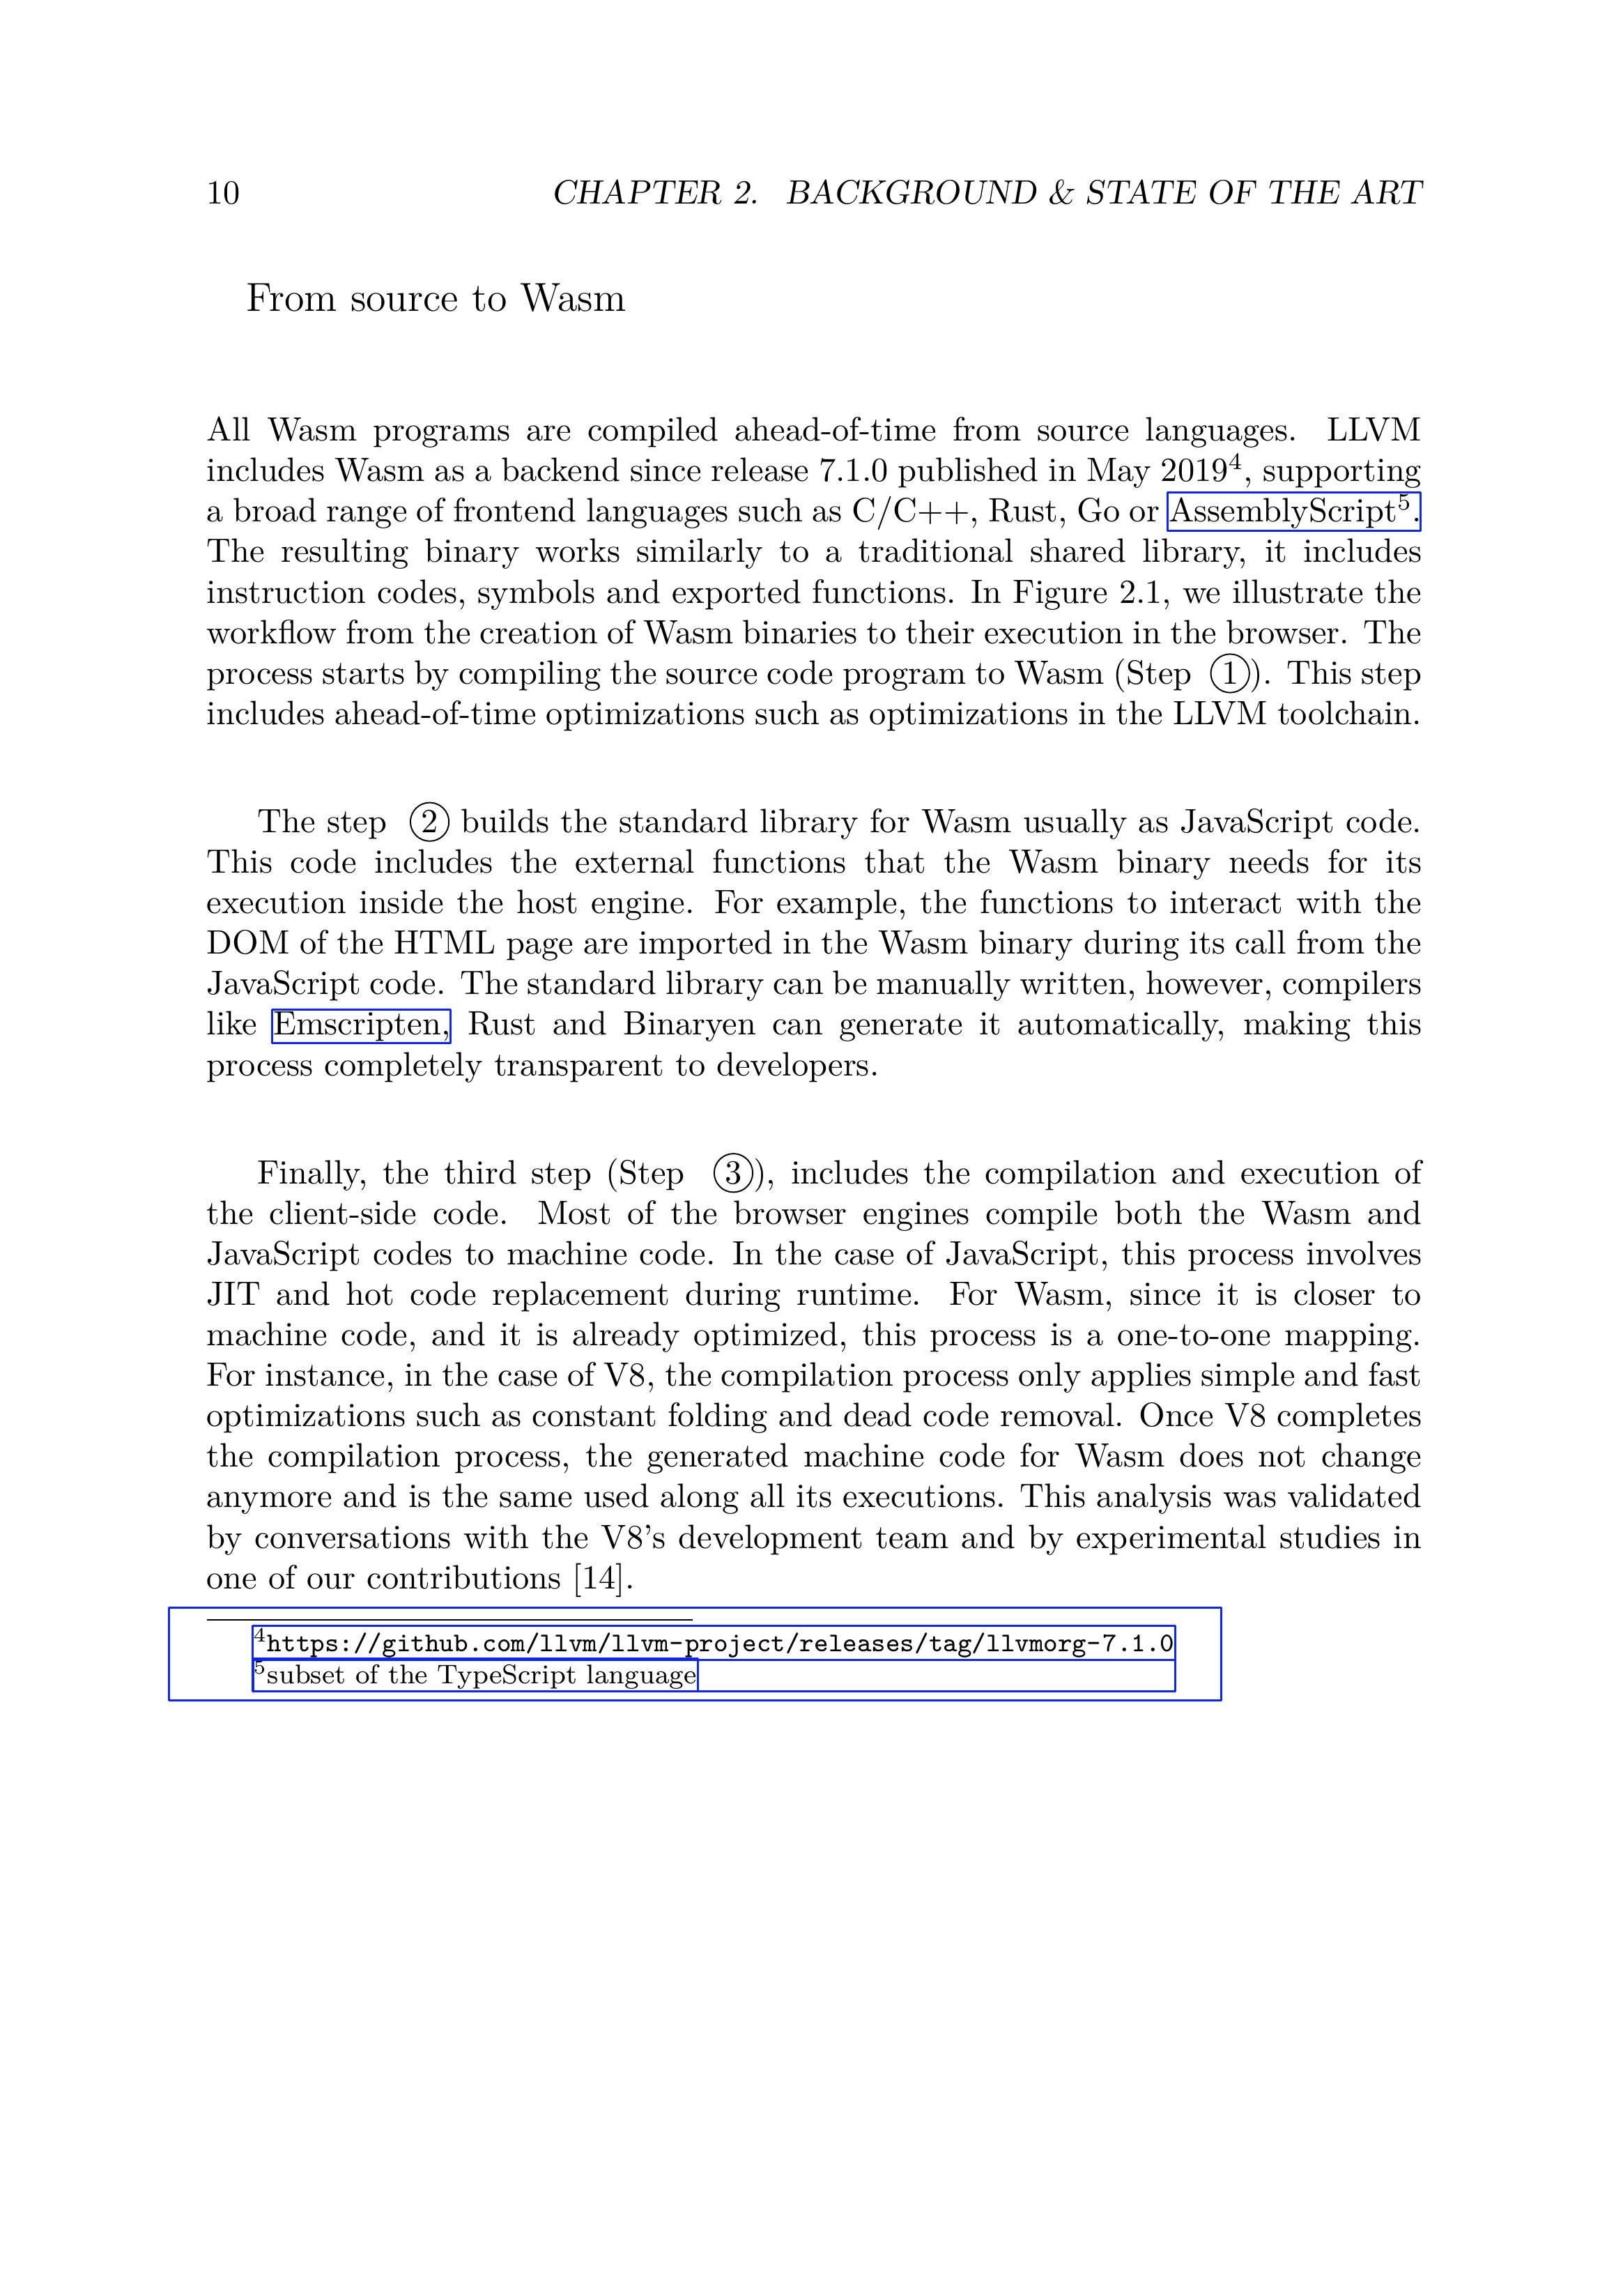 10 CHAPTER 2. BACKGROUND & STATE OF THE ART
From source to Wasm
All Wasm programs are compiled ahead-of-time from source languages. LLVM
includes Wasm as a backend since release 7.1.0 published in May 2019⁴, supporting
a broad range of frontend languages such as C/C++, Rust, Go or AssemblyScript⁵.
The resulting binary works similarly to a traditional shared library, it includes
instruction codes, symbols and exported functions. In Figure 2.1, we illustrate the
workflow from the creation of Wasm binaries to their execution in the browser. The
process starts by compiling the source code program to Wasm (Step ①). This step
includes ahead-of-time optimizations such as optimizations in the LLVM toolchain.
The step ② builds the standard library for Wasm usually as JavaScript code.
This code includes the external functions that the Wasm binary needs for its
execution inside the host engine. For example, the functions to interact with the
DOM of the HTML page are imported in the Wasm binary during its call from the
JavaScript code. The standard library can be manually written, however, compilers
like Emscripten, Rust and Binaryen can generate it automatically, making this
process completely transparent to developers.
Finally, the third step (Step ③), includes the compilation and execution of
the client-side code. Most of the browser engines compile both the Wasm and
JavaScript codes to machine code. In the case of JavaScript, this process involves
JIT and hot code replacement during runtime. For Wasm, since it is closer to
machine code, and it is already optimized, this process is a one-to-one mapping.
For instance, in the case of V8, the compilation process only applies simple and fast
optimizations such as constant folding and dead code removal. Once V8 completes
the compilation process, the generated machine code for Wasm does not change
anymore and is the same used along all its executions. This analysis was validated
by conversations with the V8's development team and by experimental studies in
one of our contributions [14].
⁴https://github.com/llvm/llvm-project/releases/tag/llvmorg-7.1.0
⁵subset of the TypeScript language